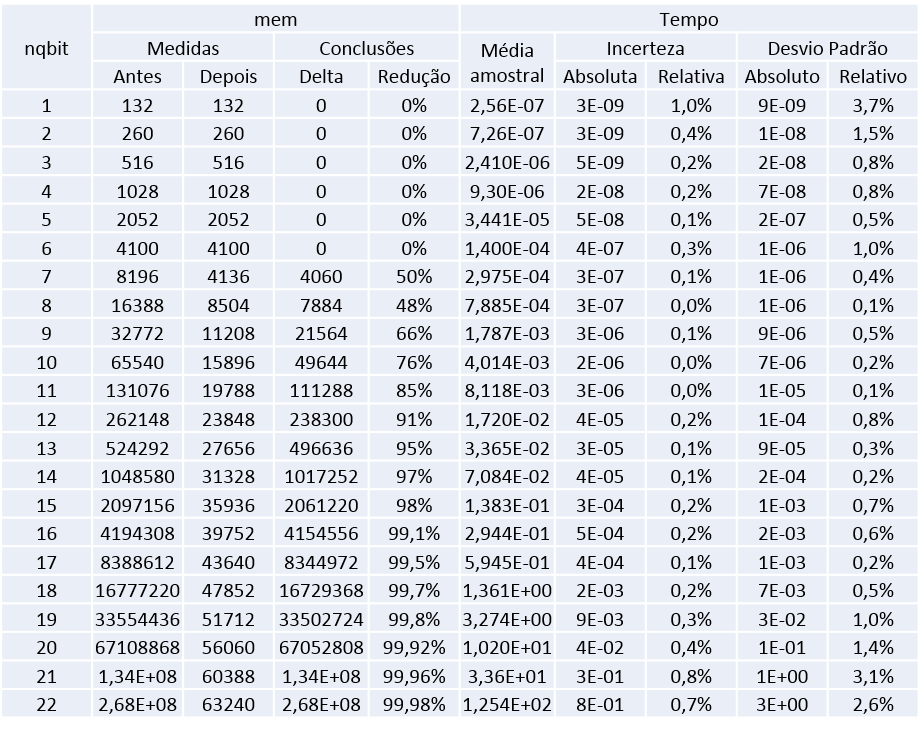 mem Tempo
nqbit Medidas Conclusões Média amostral Incerteza Desvio Padrão
Antes Depois Delta Redução Absoluta Relativa Absoluto Relativo
1 132 132 0 0% 2,56E-07 3E-09 1,0% 9E-09 3,7%
2 260 260 0 0% 7,26E-07 3E-09 0,4% 1E-08 1,5%
3 516 516 0 0% 2,410E-06 5E-09 0,2% 2E-08 0,8%
4 1028 1028 0 0% 9,30E-06 2E-08 0,2% 7E-08 0,8%
5 2052 2052 0 0% 3,441E-05 5E-08 0,1% 2E-07 0,5%
6 4100 4100 0 0% 1,400E-04 4E-07 0,3% 1E-06 1,0%
7 8196 4136 4060 50% 2,975E-04 3E-07 0,1% 1E-06 0,4%
8 16388 8504 7884 48% 7,885E-04 3E-07 0,0% 1E-06 0,1%
9 32772 11208 21564 66% 1,787E-03 3E-06 0,1% 9E-06 0,5%
10 65540 15896 49644 76% 4,014E-03 2E-06 0,0% 7E-06 0,2%
11 131076 19788 111288 85% 8,118E-03 3E-06 0,0% 1E-05 0,1%
12 262148 23848 238300 91% 1,720E-02 4E-05 0,2% 1E-04 0,8%
13 524292 27656 496636 95% 3,365E-02 3E-05 0,1% 9E-05 0,3%
14 1048580 31328 1017252 97% 7,084E-02 4E-05 0,1% 2E-04 0,2%
15 2097156 35936 2061220 98% 1,383E-01 3E-04 0,2% 1E-03 0,7%
16 4194308 39752 4154556 99,1% 2,944E-01 5E-04 0,2% 2E-03 0,6%
17 8388612 43640 8344972 99,5% 5,945E-01 4E-04 0,1% 1E-03 0,2%
18 16777220 47852 16729368 99,7% 1,361E+00 2E-03 0,2% 7E-03 0,5%
19 33554436 51712 33502724 99,8% 3,274E+00 9E-03 0,3% 3E-02 1,0%
20 67108868 56060 67052808 99,92% 1,020E+01 4E-02 0,4% 1E-01 1,4%
21 1,34E+08 60388 1,34E+08 99,96% 3,36E+01 3E-01 0,8% 1E+00 3,1%
22 2,68E+08 63240 2,68E+08 99,98% 1,254E+02 8E-01 0,7% 3E+00 2,6%